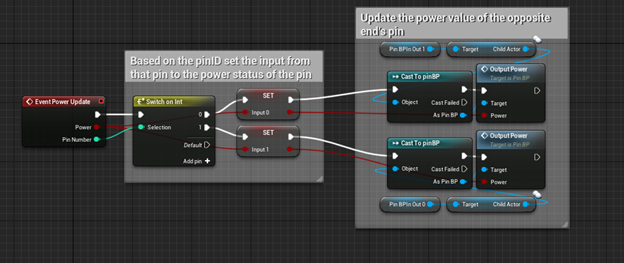 Update the power value of the opposite
end's pin
Pin BPIn Out 1
Target
Child Actor
Based on the pinID set the input from
that pin to the power status of the pin
Cast To pinBP
Object
Cast Failed
As Pin BP
Output Power
Target is Pin BP
Target
Power
Event Power Update
Power
Pin Number
Switch on Int
Selection
0
1
Default
Add pin +
SET
Input 0
SET
Input 1
Cast To pinBP
Object
Cast Failed
As Pin BP
Output Power
Target is Pin BP
Target
Power
Pin BPIn Out 0
Target
Child Actor